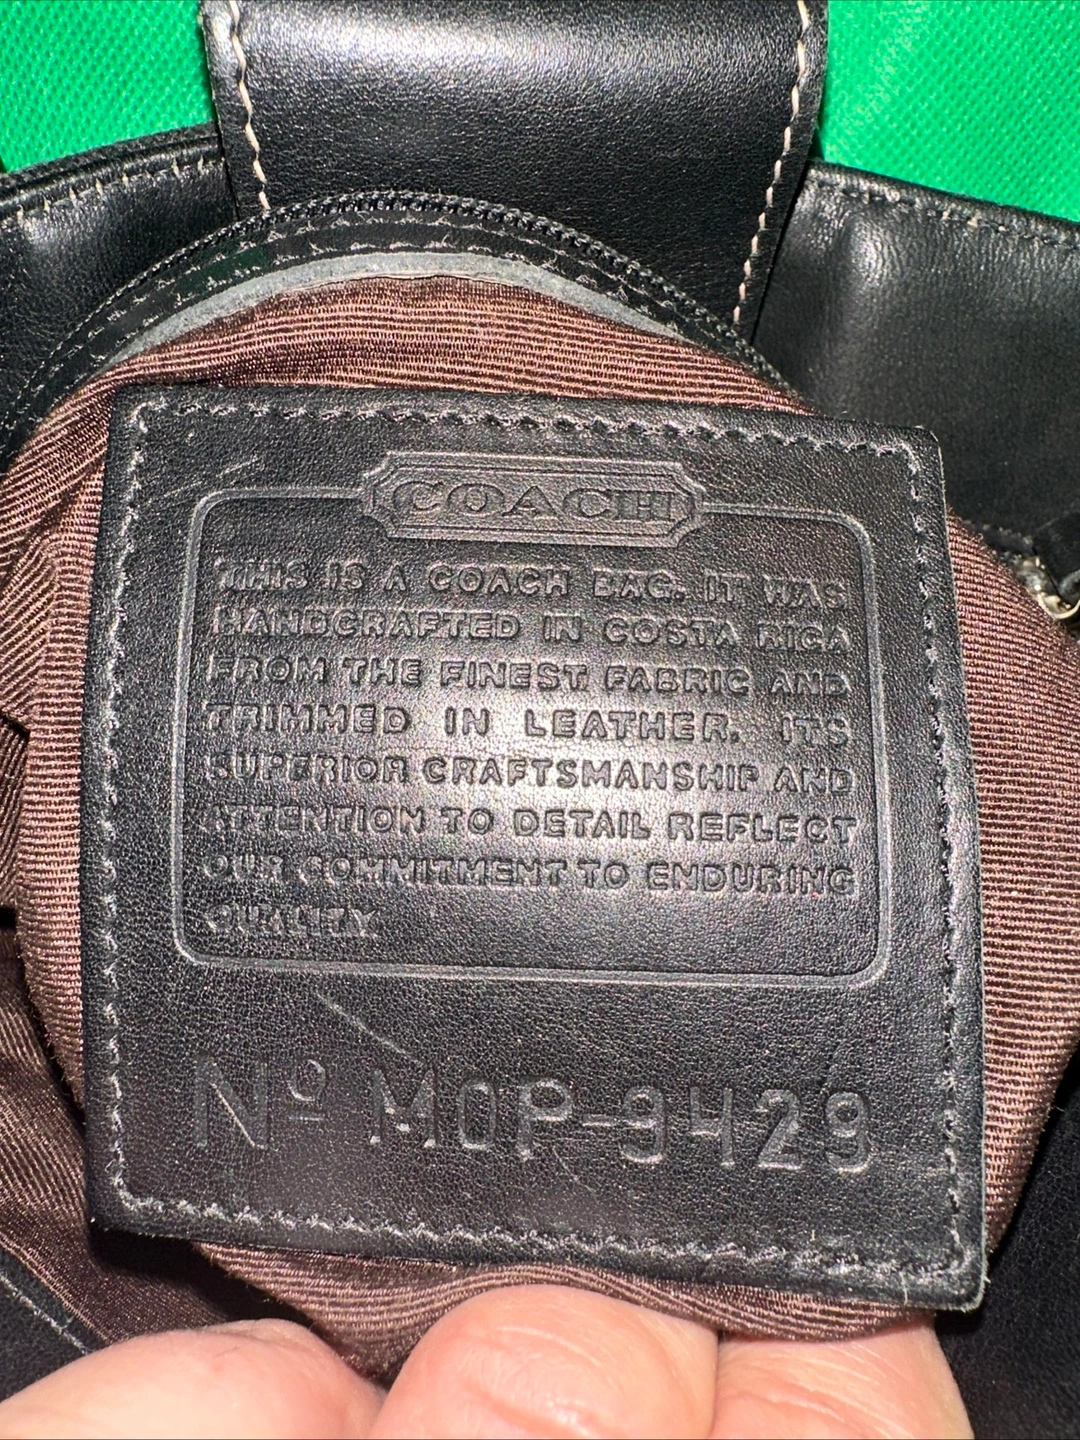 COACH
THIS IS A COACH BAG. IT WAS
HANDCRAFTED IN COSTA RICA
FROM THE FINEST FABRIC AND
TRIMMED IN LEATHER. ITS
SUPERIOR CRAFTSMANSHIP AND
ATTENTION TO DETAIL REFLECT
OUR COMMITMENT TO ENDURING
QUALITY.
Nº M0P-9429